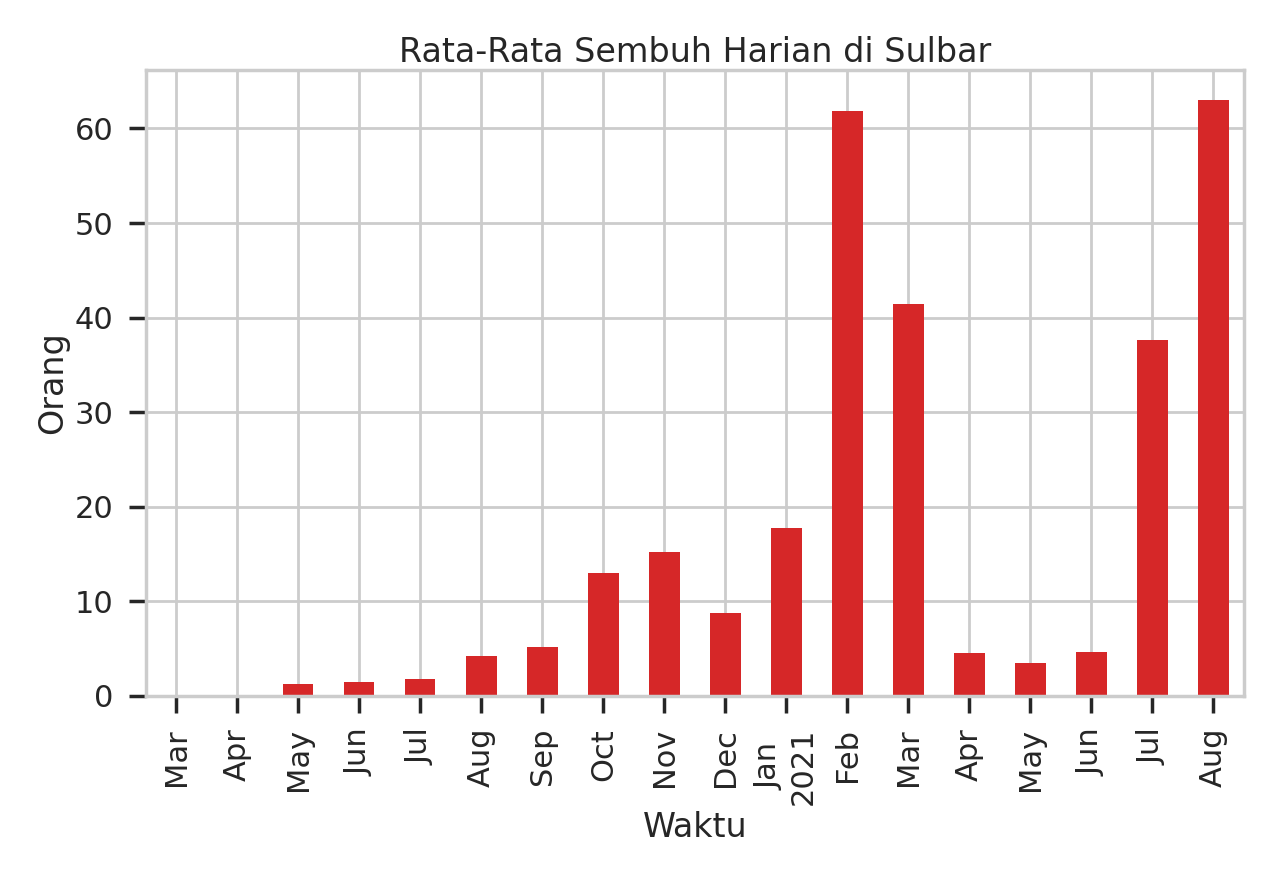 Rata-Rata Sembuh Harian di Sulbar
60
50
40
30
20
10
0
Orang
Mar
Apr
May
Jun
Jul
Aug
Sep
Oct
Nov
Dec
Jan
2021
Feb
Mar
Apr
May
Jun
Jul
Aug
Waktu